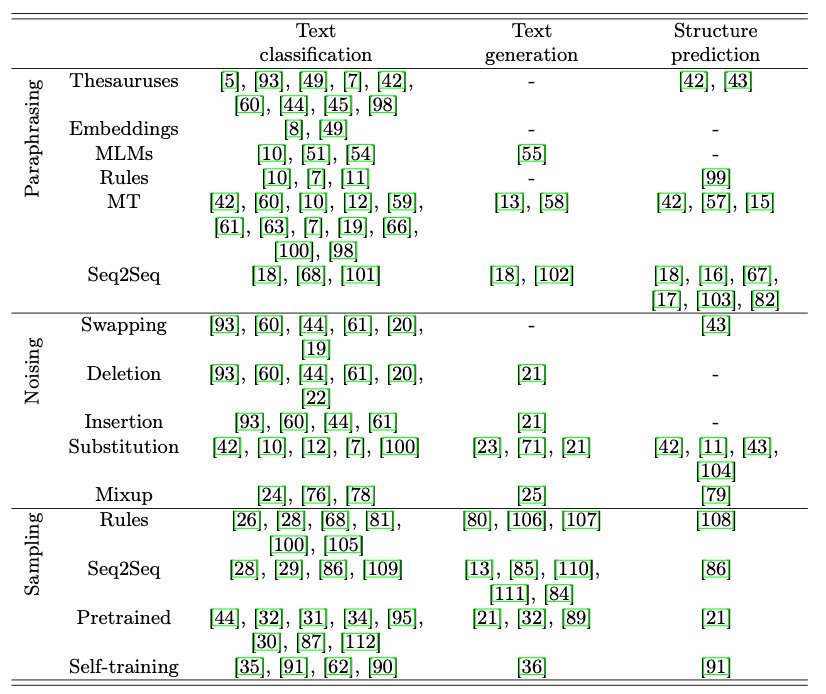 Text Text Structure
classification generation prediction
Paraphrasing
Thesauruses [5], [93], [49], [7], [42], - [42], [43]
[60], [44], [45], [98]
Embeddings [8], [49] - -
MLMs [10], [51], [54] [55] -
Rules [10], [7], [11] - [99]
MT [42], [60], [10], [12], [59], [13], [58] [42], [57], [15]
[61], [63], [7], [19], [66],
[100], [98]
Seq2Seq [18], [68], [101] [18], [102] [18], [16], [67],
[17], [103], [82]
Noising
Swapping [93], [60], [44], [61], [20], - [43]
[19]
Deletion [93], [60], [44], [61], [20], [21] -
[22]
Insertion [93], [60], [44], [61] [21] -
Substitution [42], [10], [12], [7], [100] [23], [71], [21] [42], [11], [43],
[104]
Mixup [24], [76], [78] [25] [79]
Sampling
Rules [26], [28], [68], [81], [80], [106], [107] [108]
[100], [105]
Seq2Seq [28], [29], [86], [109] [13], [85], [110], [86]
[111], [84]
Pretrained [44], [32], [31], [34], [95], [21], [32], [89] [21]
[30], [87], [112]
Self-training [35], [91], [62], [90] [36] [91]